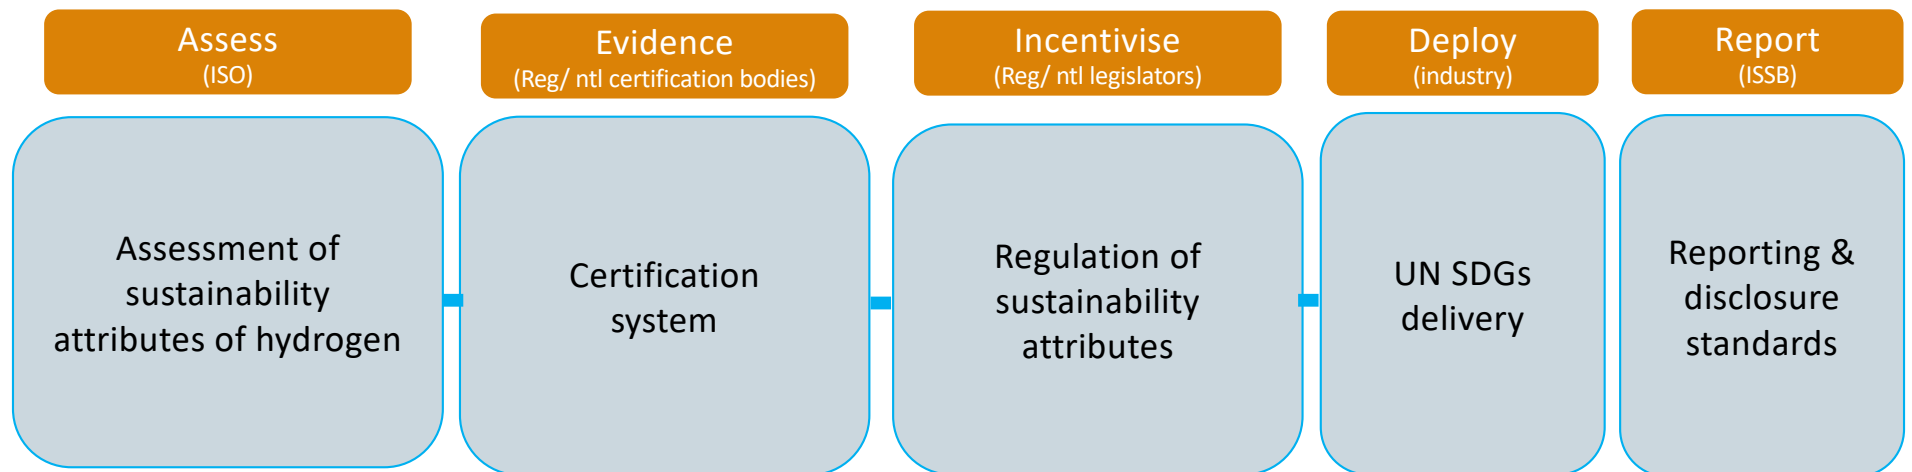 Assess
(ISO)
Evidence
(Reg/ ntl certification bodies)
Incentivise
(Reg/ ntl legislators)
Deploy
(industry)
Report
(ISSB)
Assessment of
sustainability
attributes of hydrogen
Certification
system
Regulation of
sustainability
attributes
UN SDGs
delivery
Reporting &
disclosure
standards